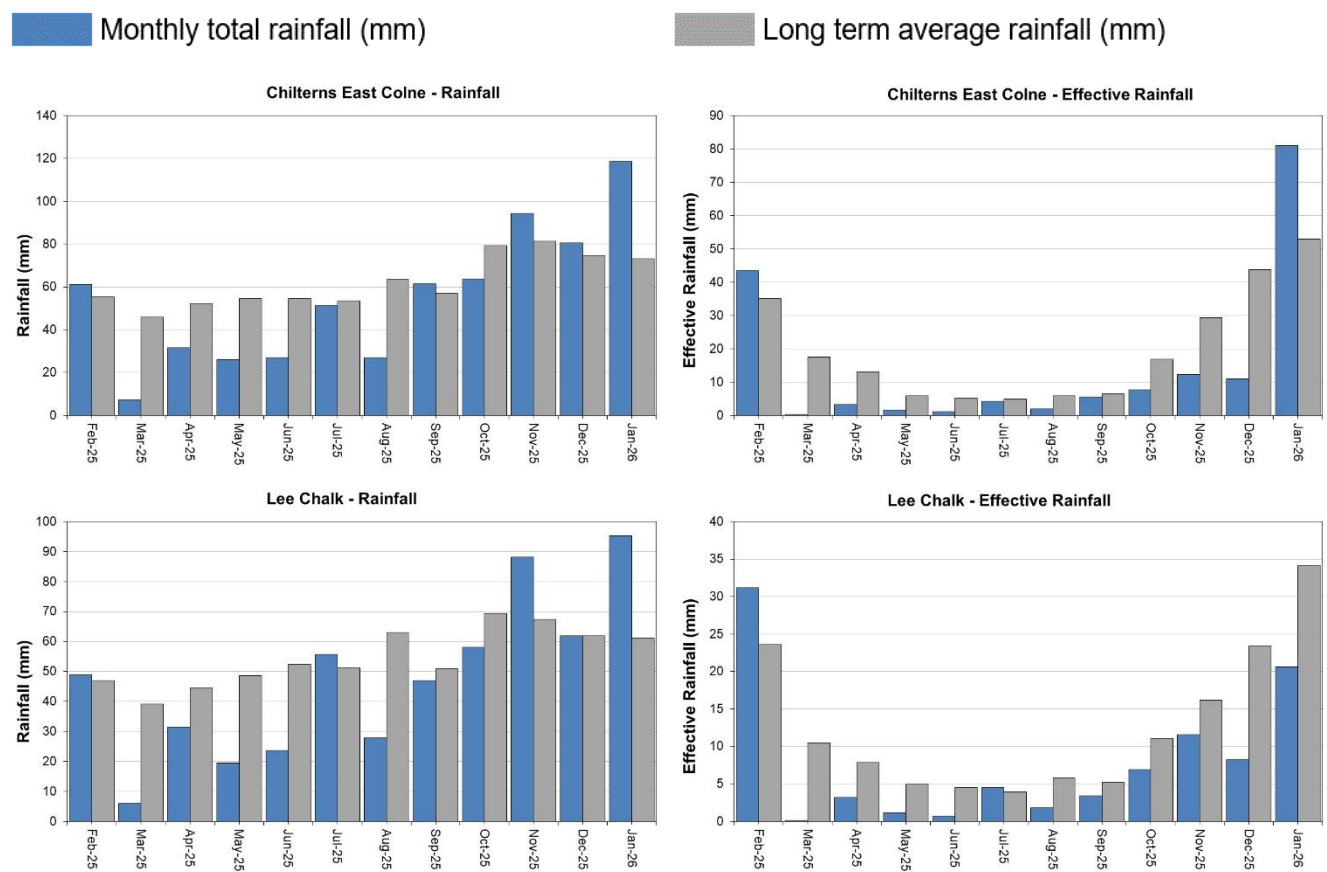 Monthly total rainfall (mm)
Long term average rainfall (mm)
Chilterns East Colne - Rainfall
Rainfall (mm)
140
120
100
80
60
40
20
0
Feb-25
Mar-25
Apr-25
May-25
Jun-25
Jul-25
Aug-25
Sep-25
Oct-25
Nov-25
Dec-25
Jan-26
Chilterns East Colne - Effective Rainfall
Effective Rainfall (mm)
90
80
70
60
50
40
30
20
10
0
Feb-25
Mar-25
Apr-25
May-25
Jun-25
Jul-25
Aug-25
Sep-25
Oct-25
Nov-25
Dec-25
Jan-26
Lee Chalk - Rainfall
Rainfall (mm)
100
90
80
70
60
50
40
30
20
10
0
Feb-25
Mar-25
Apr-25
May-25
Jun-25
Jul-25
Aug-25
Sep-25
Oct-25
Nov-25
Dec-25
Jan-26
Lee Chalk - Effective Rainfall
Effective Rainfall (mm)
40
35
30
25
20
15
10
5
0
Feb-25
Mar-25
Apr-25
May-25
Jun-25
Jul-25
Aug-25
Sep-25
Oct-25
Nov-25
Dec-25
Jan-26